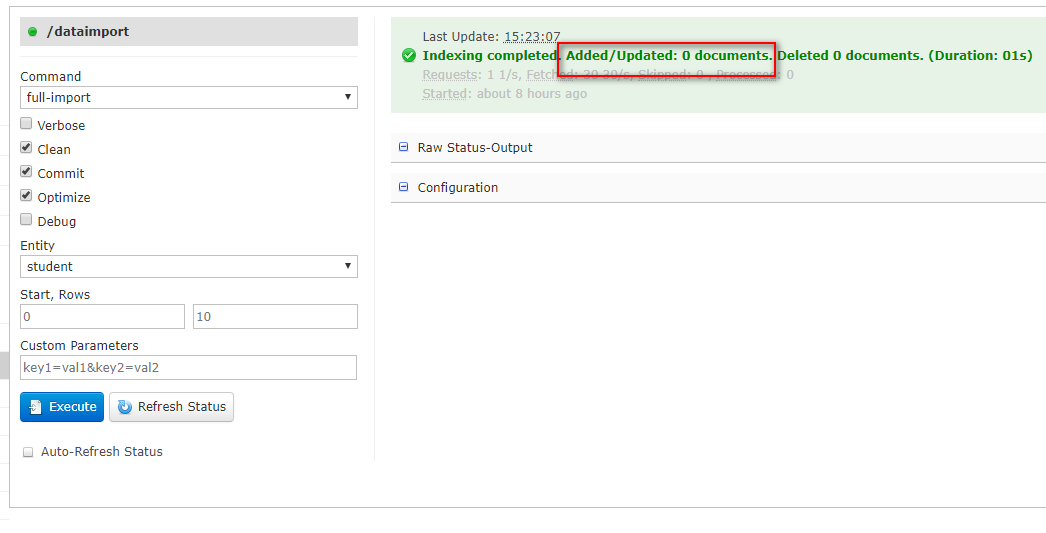 /dataimport
Command
full-import
Verbose
Clean
Commit
Optimize
Debug
Entity
student
Start, Rows
0 10
Custom Parameters
key1=val1&key2=val2
Execute Refresh Status
Auto-Refresh Status
Last Update: 15:23:07
Indexing completed. Added/Updated: 0 documents. Deleted 0 documents. (Duration: 01s)
Requests: 1 1/s, Fetched: 20 20/s, Skipped: 0 , Processed: 0
Started: about 8 hours ago
Raw Status-Output
Configuration